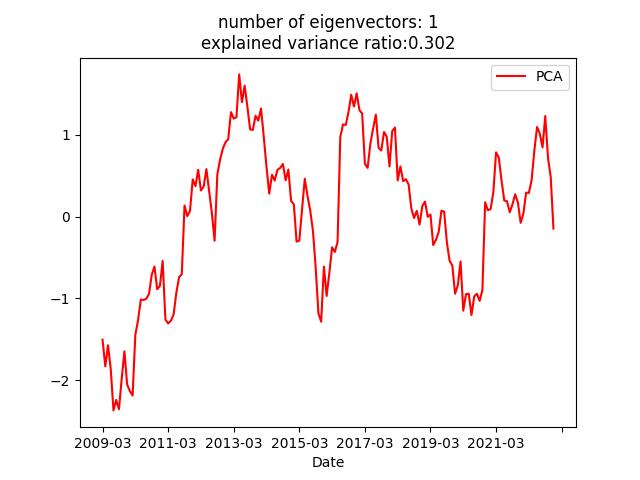 number of eigenvectors: 1
explained variance ratio:0.302
PCA
1
0
−1
−2
2009-03 2011-03 2013-03 2015-03 2017-03 2019-03 2021-03
Date